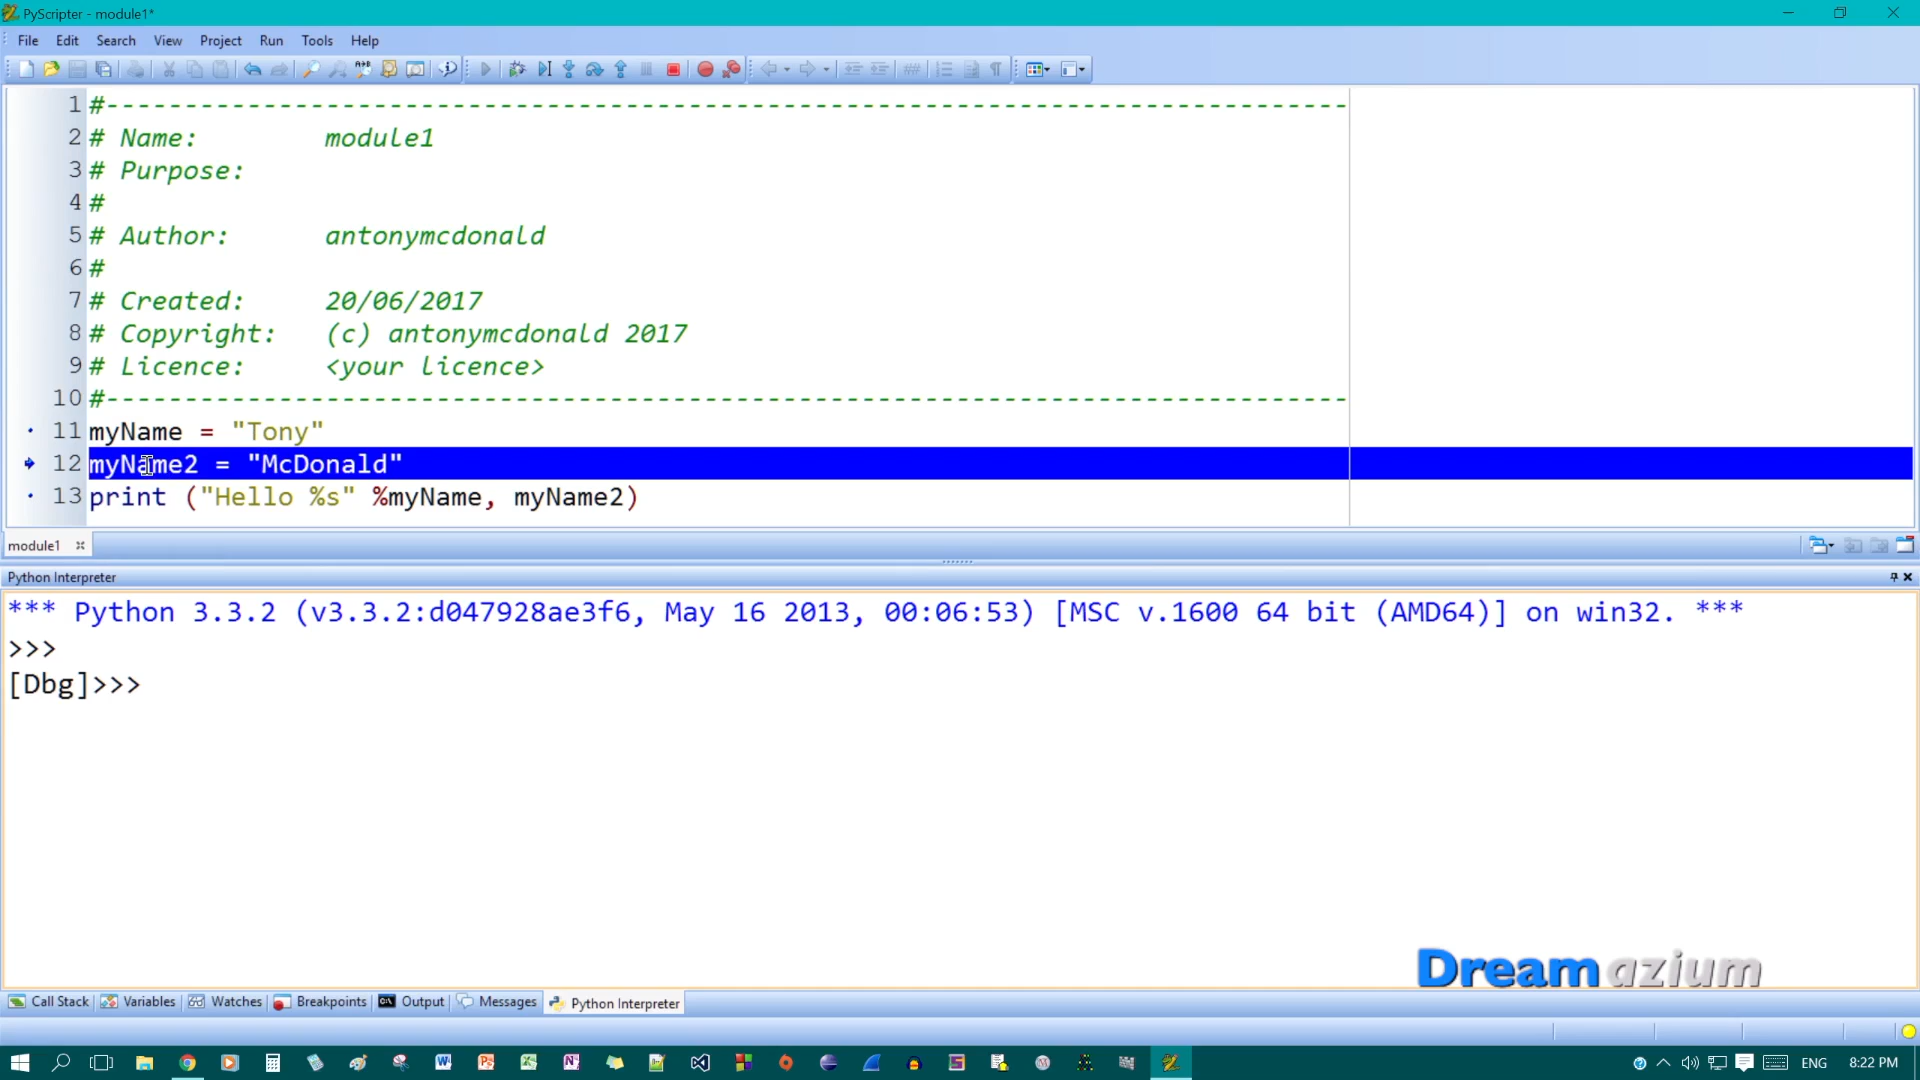 PyScripter - module1*
File Edit Search View Project Run Tools Help
1 #-------------------------------------------------------------------------------
2 # Name:        module1
3 # Purpose:
4 #
5 # Author:      antonymcdonald
6 #
7 # Created:     20/06/2017
8 # Copyright:   (c) antonymcdonald 2017
9 # Licence:     <your licence>
10 #-------------------------------------------------------------------------------
11 myName = "Tony"
12 myName2 = "McDonald"
13 print ("Hello %s" %myName, myName2)
module1
Python Interpreter
*** Python 3.3.2 (v3.3.2:d047928ae3f6, May 16 2013, 00:06:53) [MSC v.1600 64 bit (AMD64)] on win32. ***
>>>
[Dbg]>>>
Dreamazium
Call Stack Variables Watches Breakpoints Output Messages Python Interpreter
ENG 8:22 PM